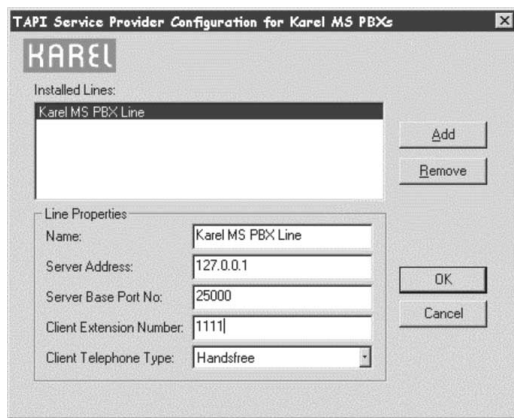 TAPI Service Provider Configuration for Karel MS PBXs
KAREL
Installed Lines:
Karel MS PBX Line
Add
Remove
Line Properties
Name: Karel MS PBX Line
Server Address: 127.0.0.1
Server Base Port No: 25000
Client Extension Number: 1111
Client Telephone Type: Handsfree
OK
Cancel